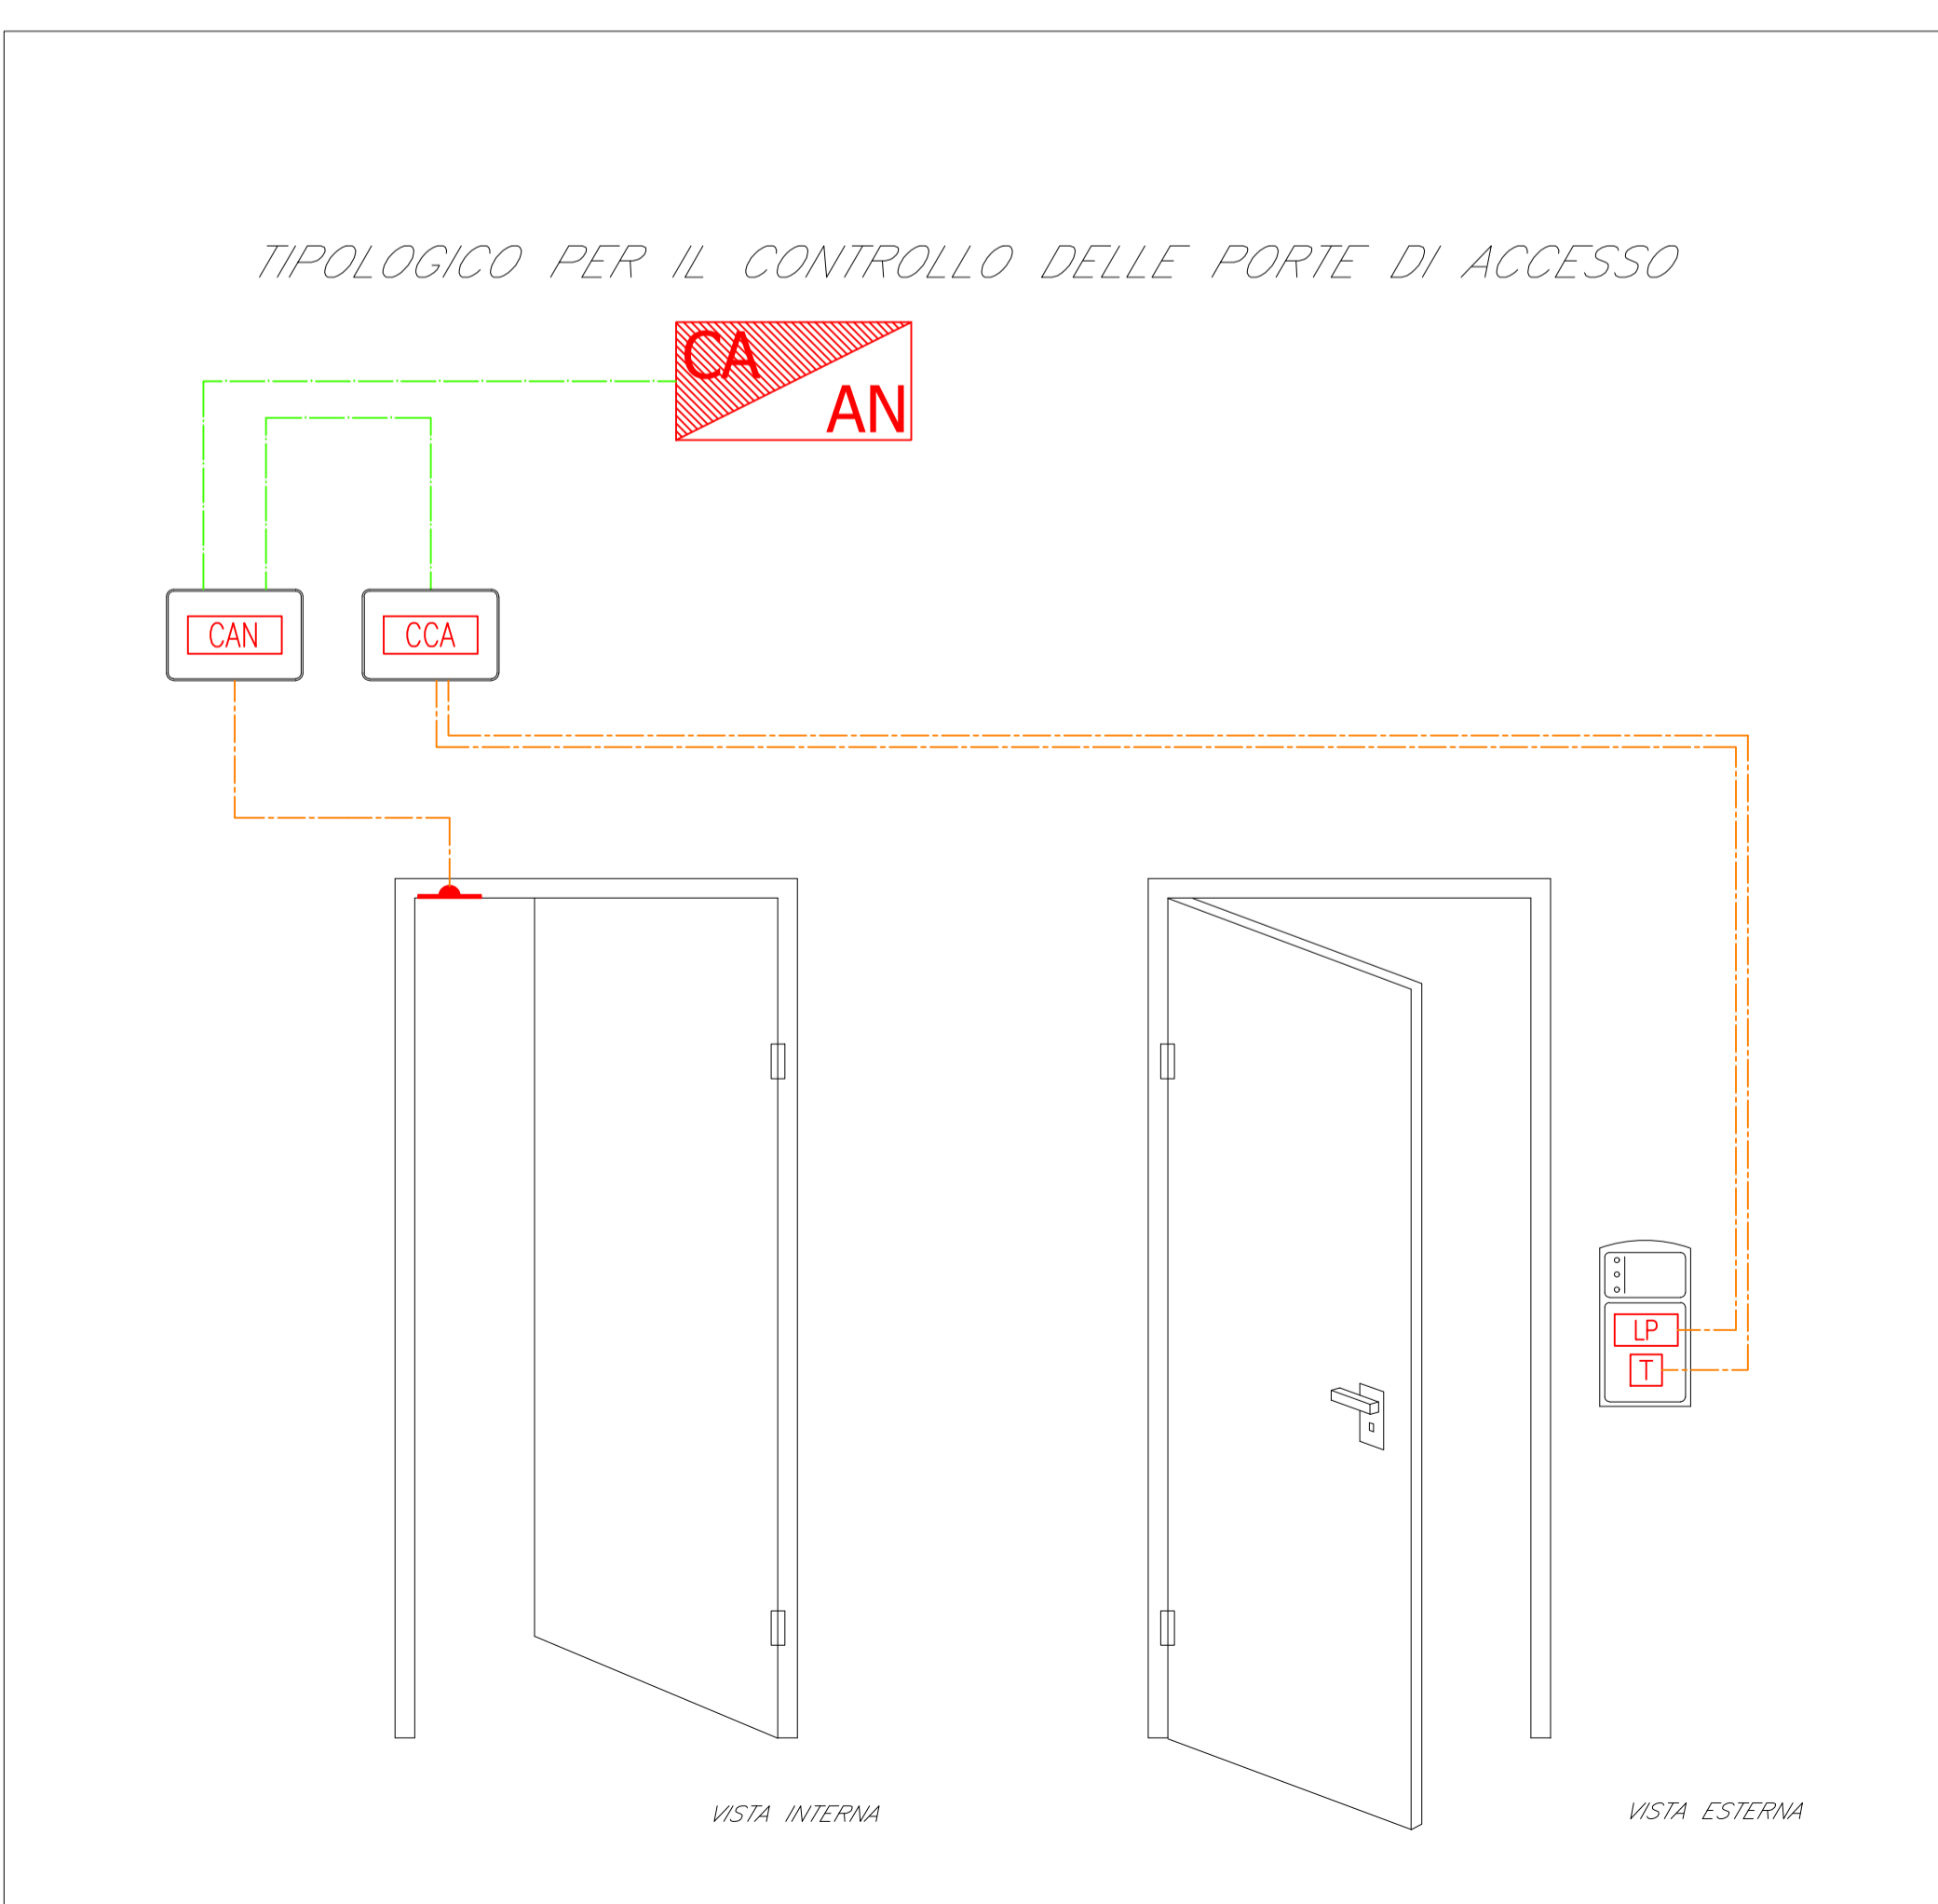 TIPOLOGICO PER IL CONTROLLO DELLE PORTE DI ACCESSO
CA
AN
CAN
CCA
LP
T
VISTA INTERNA
VISTA ESTERNA